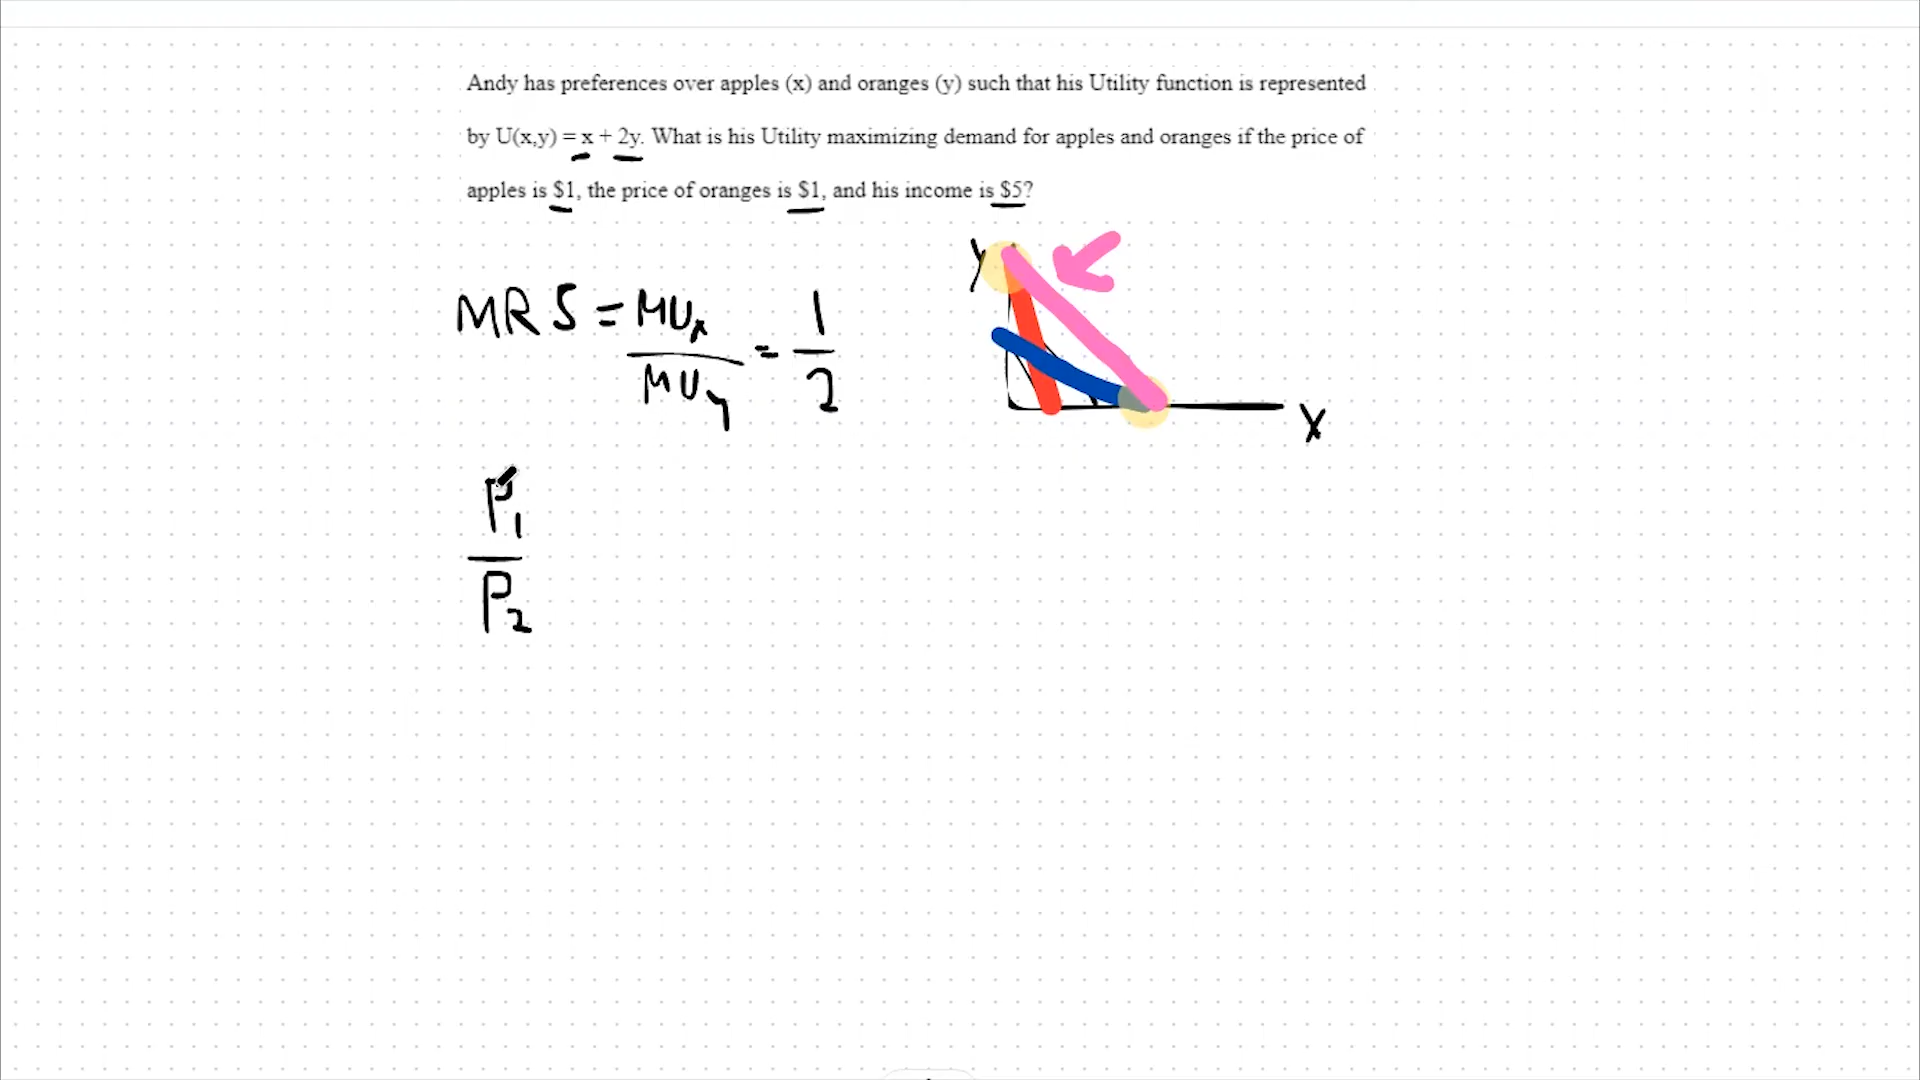 Andy has preferences over apples (x) and oranges (y) such that his Utility function is represented
by U(x,y) = x + 2y. What is his Utility maximizing demand for apples and oranges if the price of
apples is $1, the price of oranges is $1, and his income is $5?
y
x
MRS = MUx
MUy
= 1
2
P1
P2